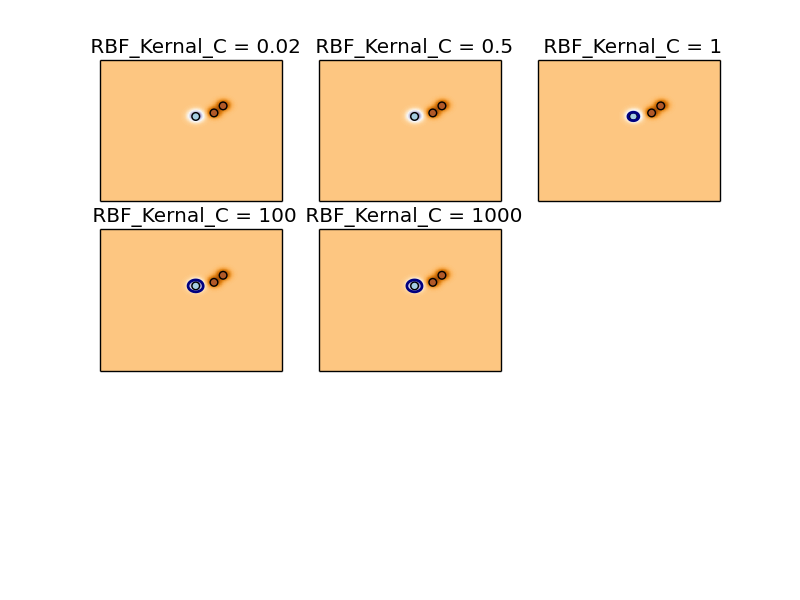 RBF_Kernal_C = 0.02
RBF_Kernal_C = 0.5
RBF_Kernal_C = 1
RBF_Kernal_C = 100
RBF_Kernal_C = 1000